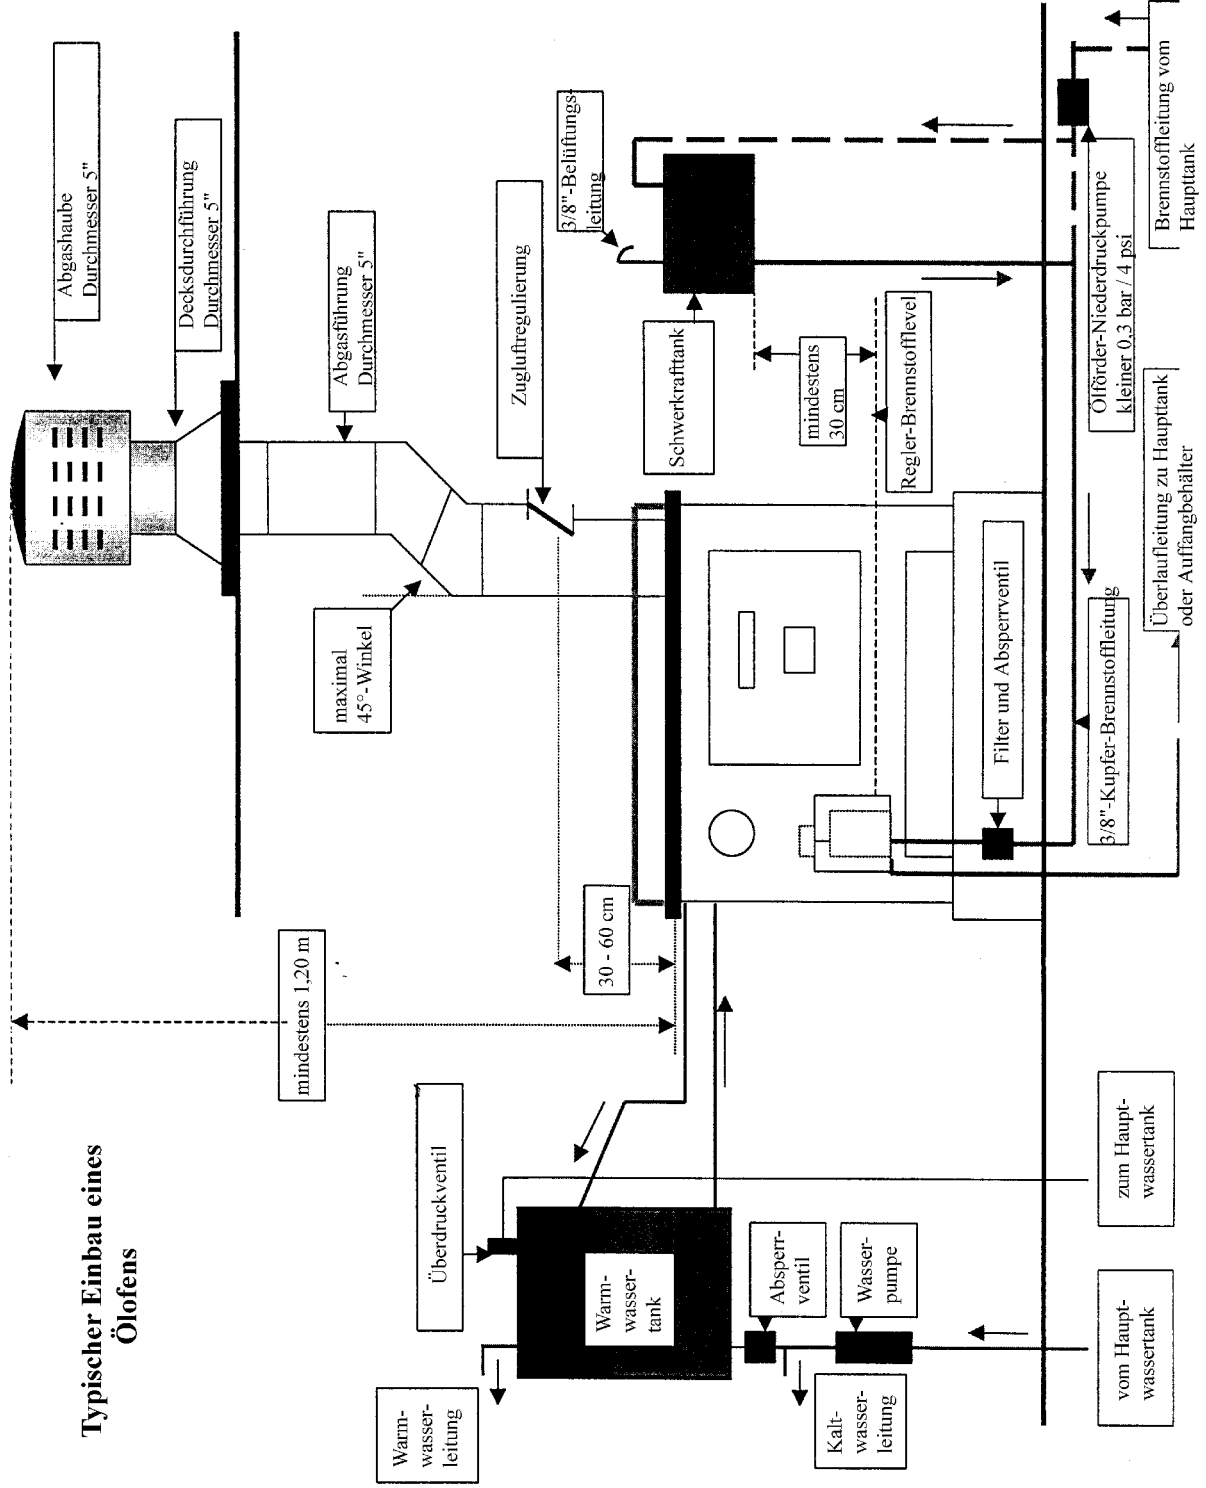 Typischer Einbau eines
Ölofens
Abgashaube
Durchmesser 5"
Decksdurchführung
Durchmesser 5"
Abgasführung
Durchmesser 5"
maximal
45°-Winkel
mindestens 1,20 m
Zugluftregulierung
30 - 60 cm
3/8"-Belüftungs-
leitung
Schwerkrafttank
mindestens
30 cm
Regler-Brennstofflevel
Überdruckventil
Warm-
wasser-
leitung
Warm-
wasser-
tank
Absperr-
ventil
Wasser-
pumpe
Kalt-
wasser-
leitung
vom Haupt-
wassertank
zum Haupt-
wassertank
Filter und Absperrventil
3/8"-Kupfer-Brennstoffleitung
Überlaufleitung zu Haupttank
oder Auffangbehälter
Ölförder-Niederdruckpumpe
kleiner 0,3 bar / 4 psi
Brennstoffleitung vom
Haupttank